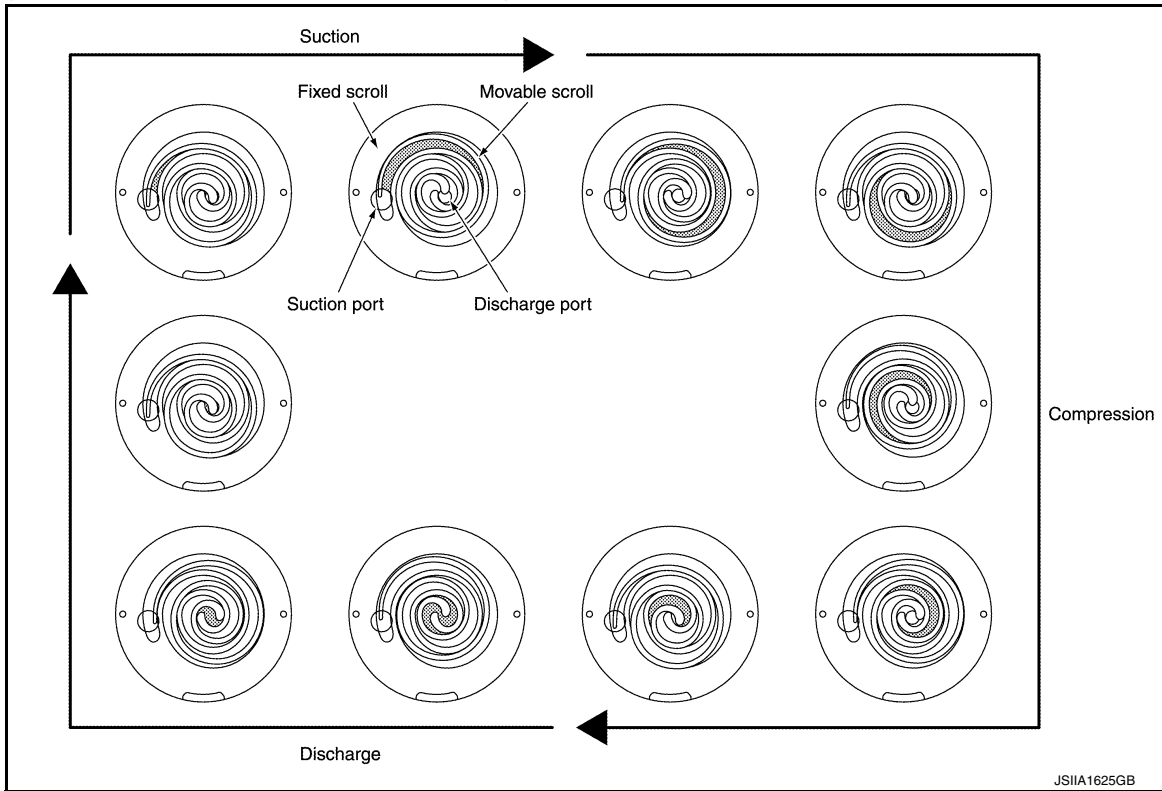 Suction
Fixed scroll
Movable scroll
Suction port
Discharge port
Compression
Discharge
JSIIA1625GB